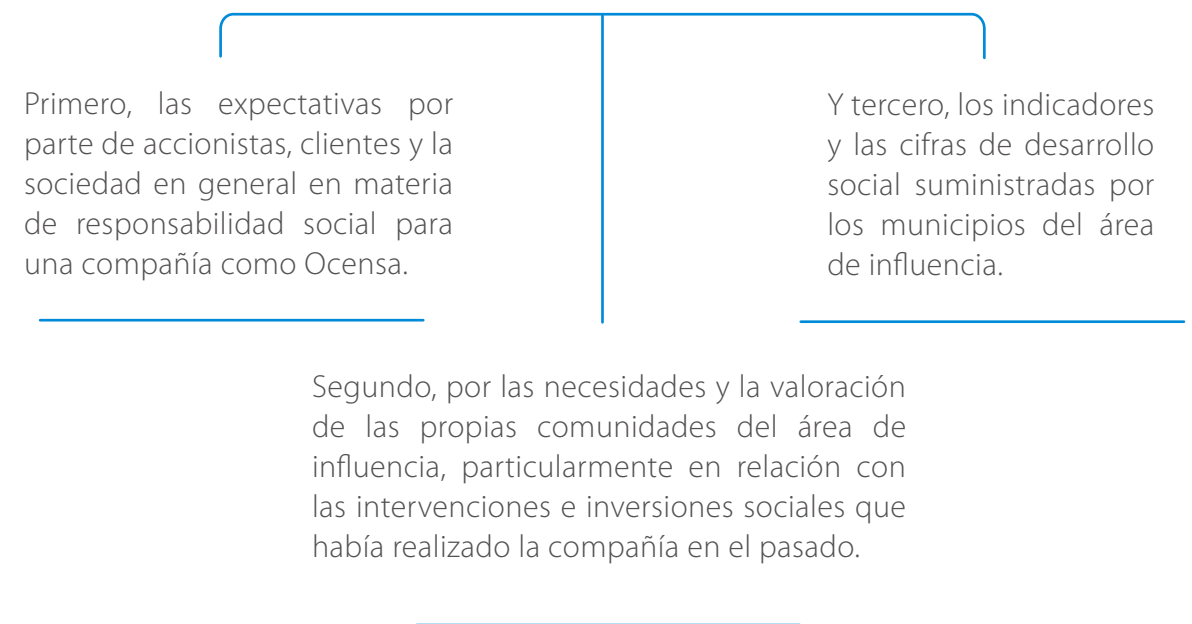 Primero, las expectativas por
parte de accionistas, clientes y la
sociedad en general en materia
de responsabilidad social para
una compañía como Ocensa.
Segundo, por las necesidades y la valoración
de las propias comunidades del área de
influencia, particularmente en relación con
las intervenciones e inversiones sociales que
había realizado la compañía en el pasado.
Y tercero, los indicadores
y las cifras de desarrollo
social suministradas por
los municipios del área
de influencia.